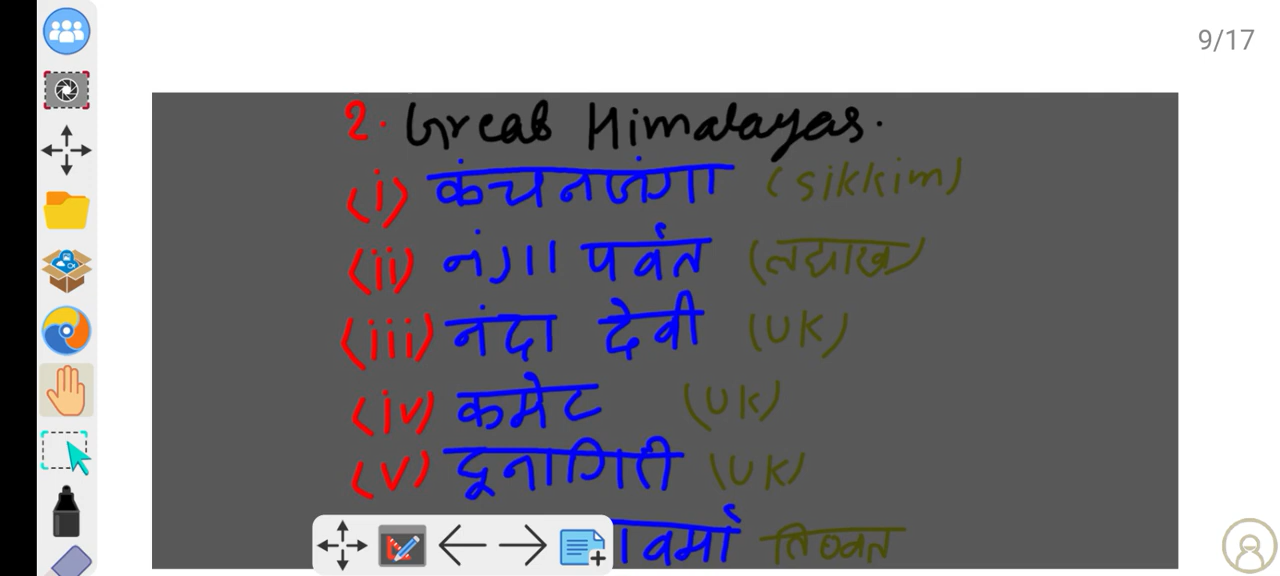 9/17
2. Great Himalayas.
(i) कंचनजंगा (sikkim)
(ii) नंगा पर्वत (लद्दाख)
(iii) नंदा देवी (UK)
(iv) कमेट (UK)
(v) दूनागिरी (UK)
तिब्बत